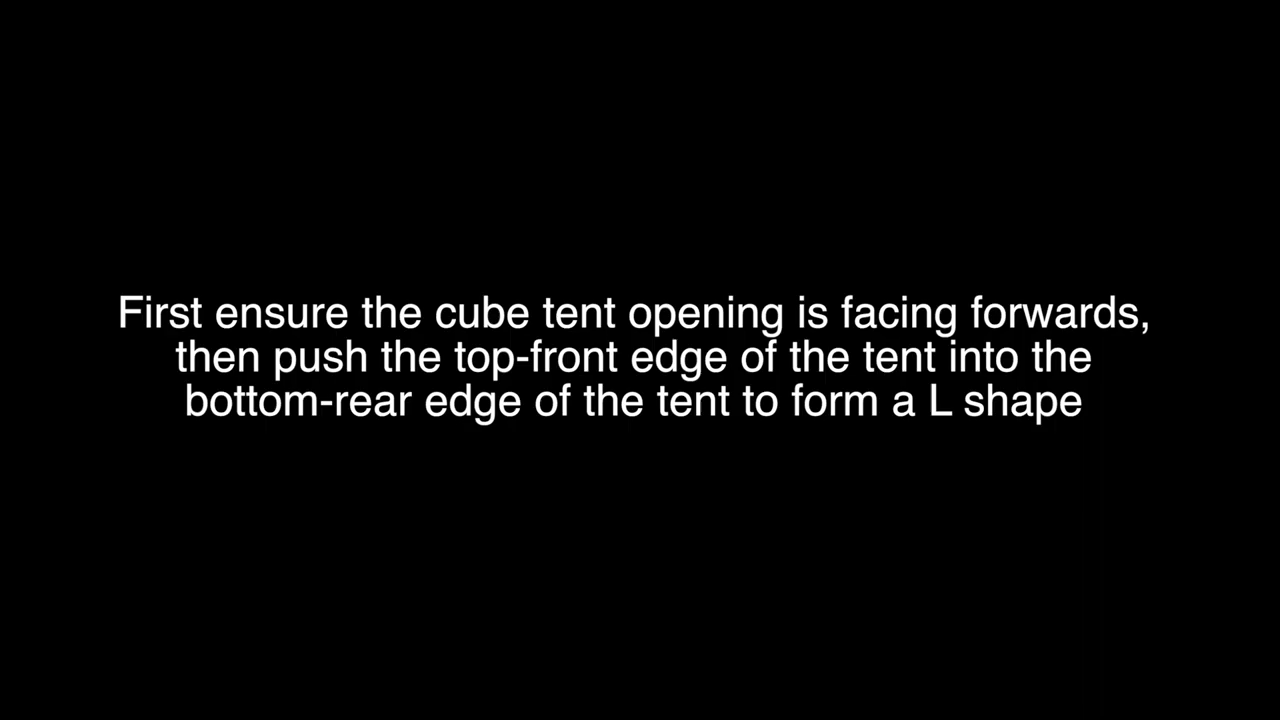 First ensure the cube tent opening is facing forwards,
then push the top-front edge of the tent into the
bottom-rear edge of the tent to form a L shape